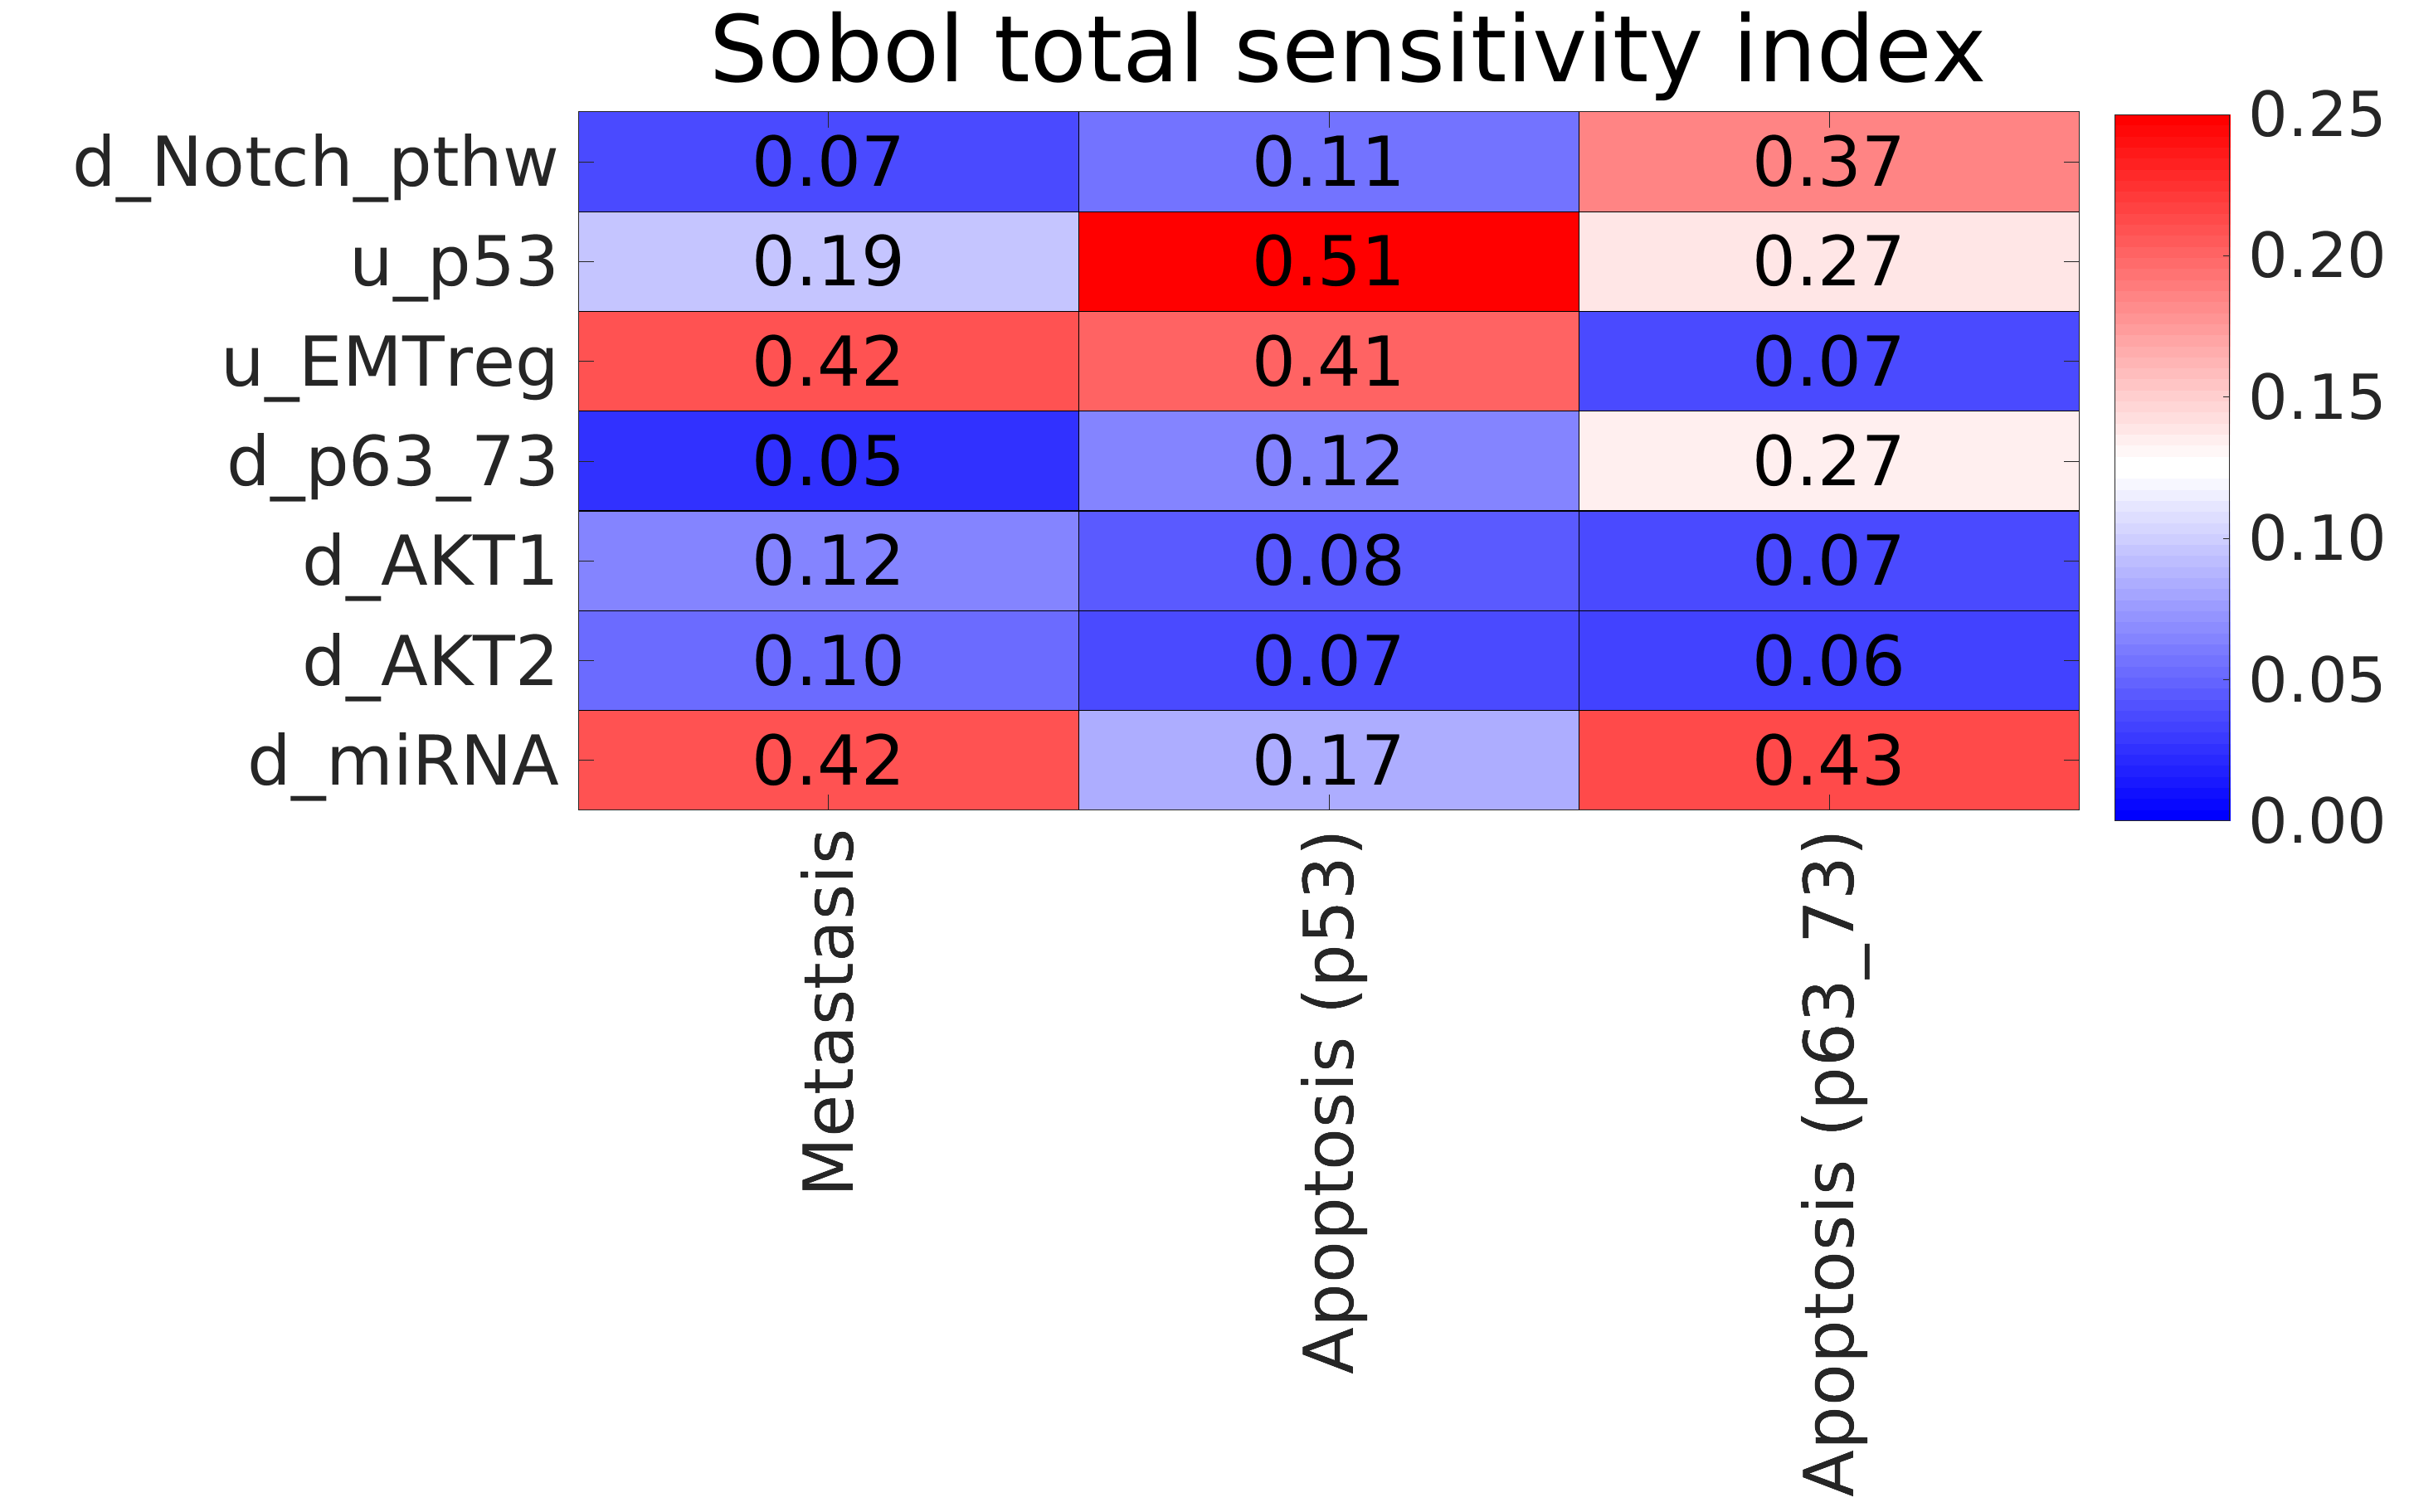 Sobol total sensitivity index
d_Notch_pthw 0.07 0.11 0.37
u_p53 0.19 0.51 0.27
u_EMTreg 0.42 0.41 0.07
d_p63_73 0.05 0.12 0.27
d_AKT1 0.12 0.08 0.07
d_AKT2 0.10 0.07 0.06
d_miRNA 0.42 0.17 0.43
Metastasis
Apoptosis (p53)
Apoptosis (p63_73)
0.25
0.20
0.15
0.10
0.05
0.00